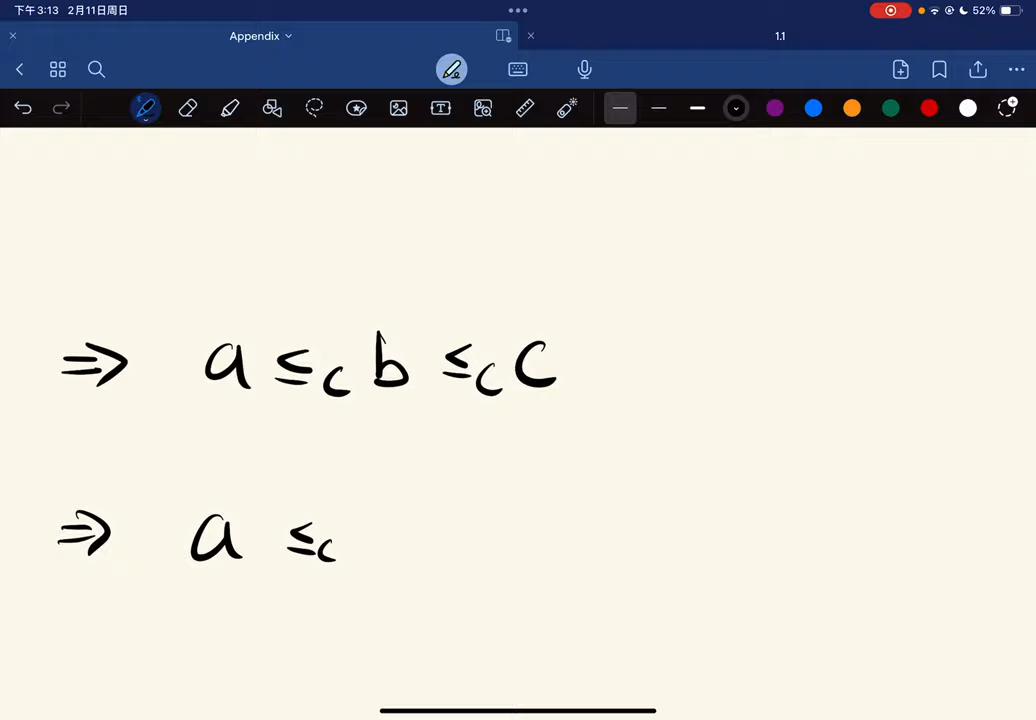 下午3:13 2月11日周日
52%
Appendix
1.1
⇒ a ≤c b ≤c c
⇒ a ≤c